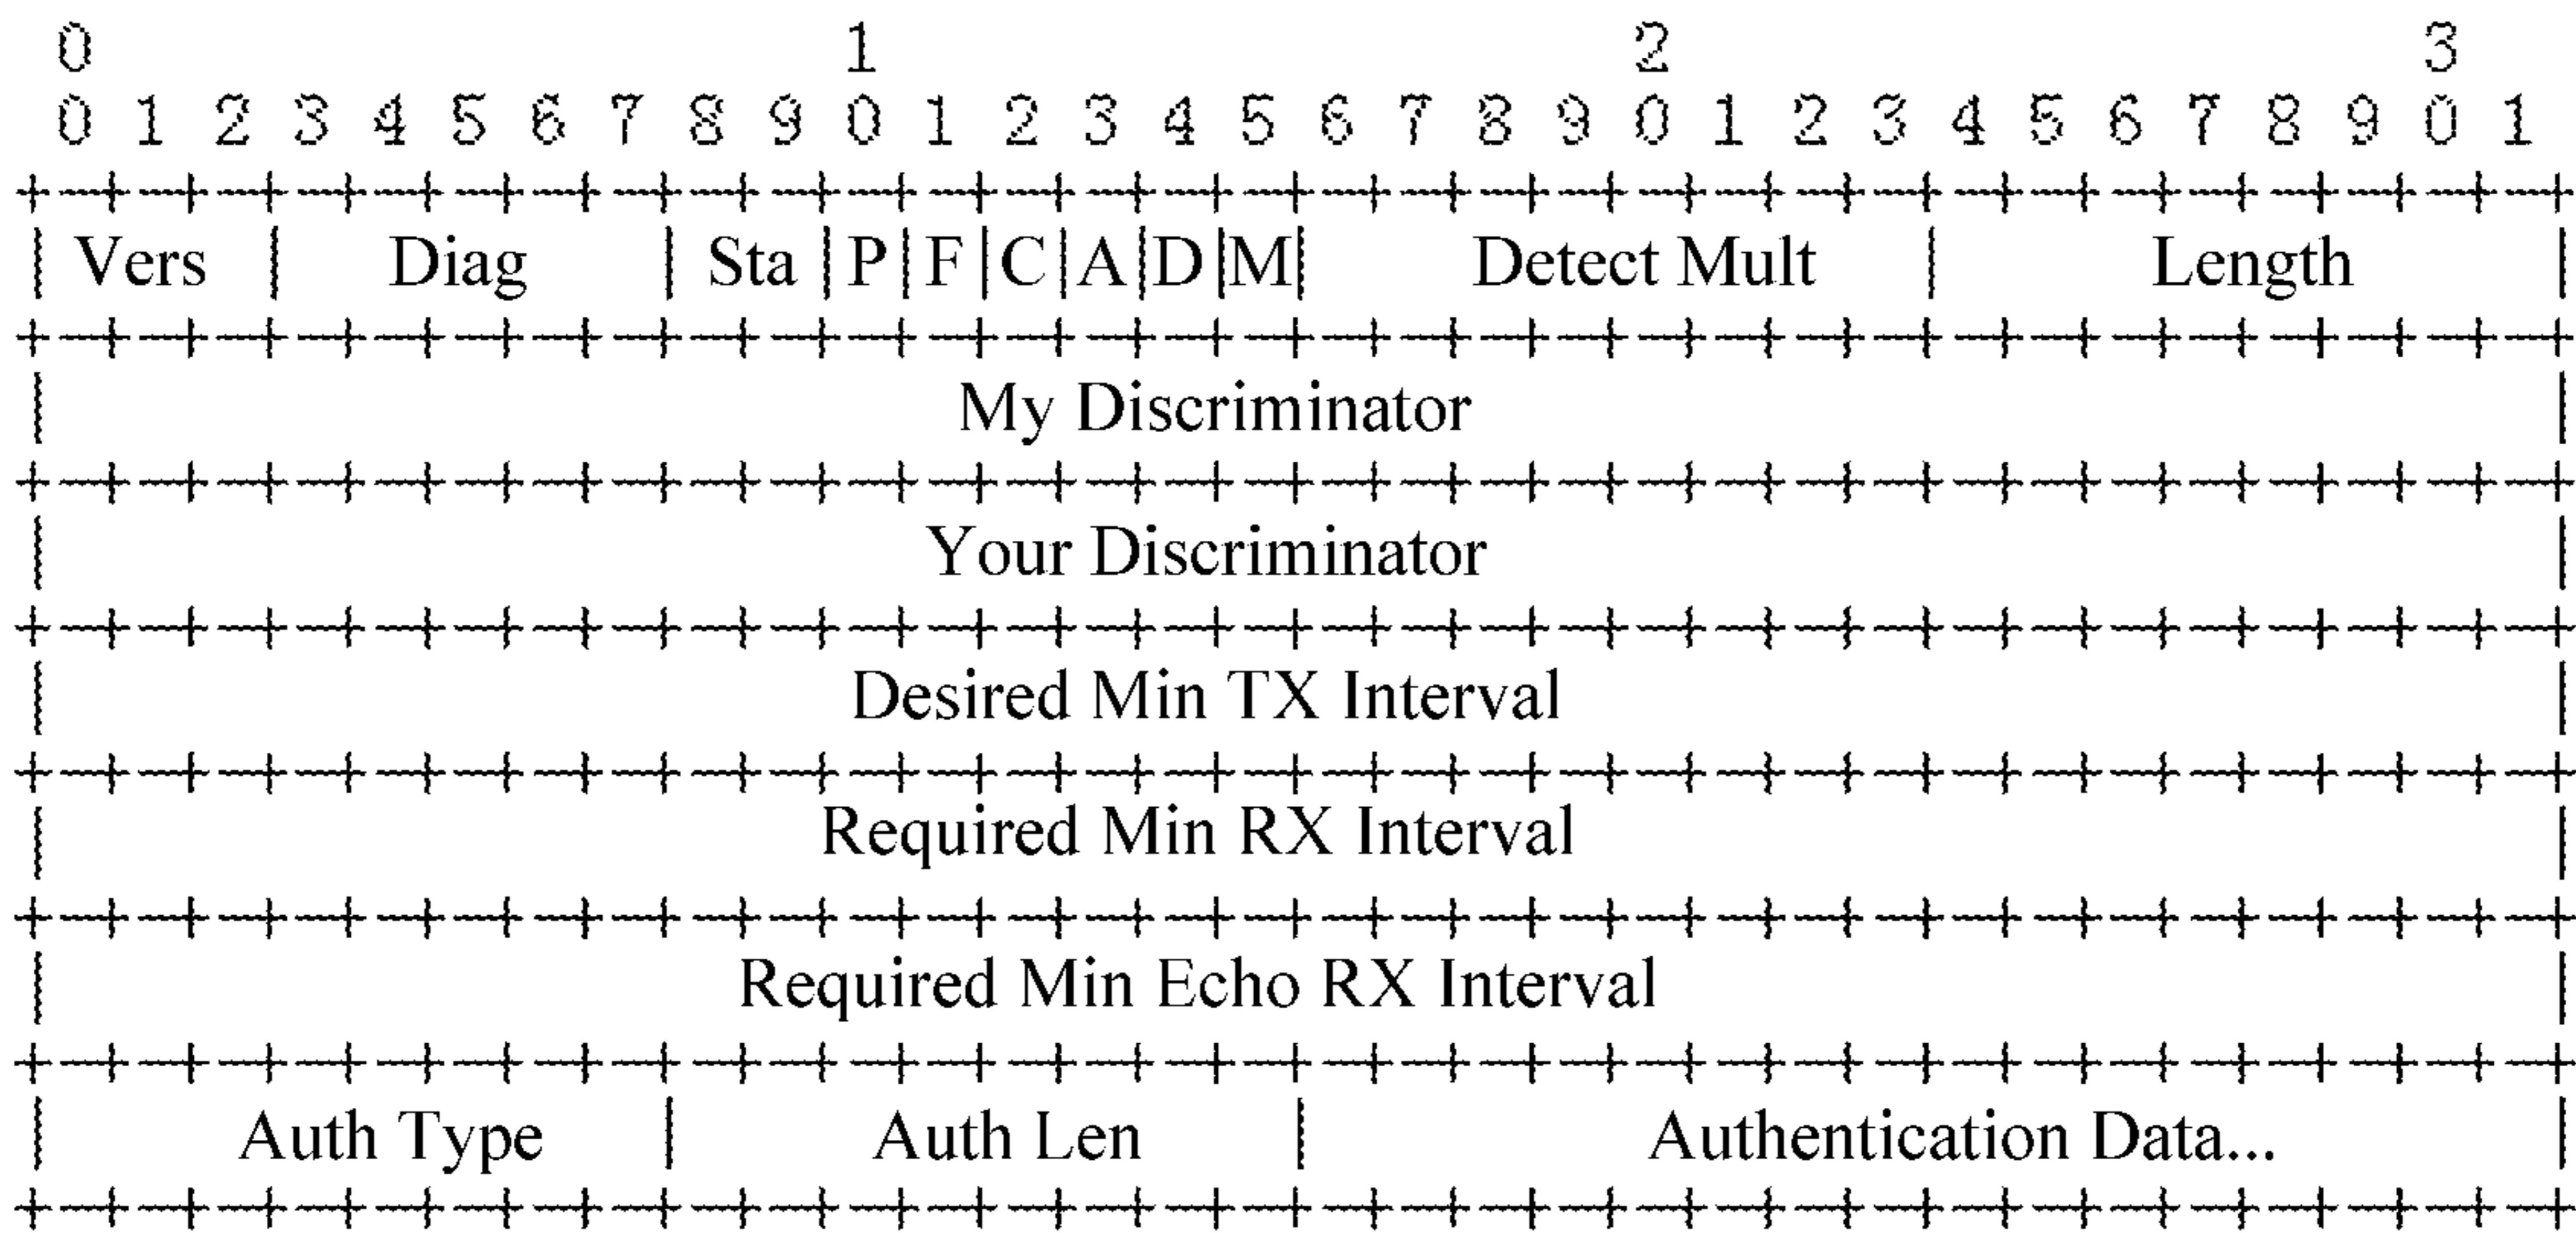 0 1 2 3
0 1 2 3 4 5 6 7 8 9 0 1 2 3 4 5 6 7 8 9 0 1 2 3 4 5 6 7 8 9 0 1
+-+-+-+-+-+-+-+-+-+-+-+-+-+-+-+-+-+-+-+-+-+-+-+-+-+-+-+-+-+-+-+-+
| Vers | Diag | Sta |P|F|C|A|D|M| Detect Mult | Length |
+-+-+-+-+-+-+-+-+-+-+-+-+-+-+-+-+-+-+-+-+-+-+-+-+-+-+-+-+-+-+-+-+
| My Discriminator |
+-+-+-+-+-+-+-+-+-+-+-+-+-+-+-+-+-+-+-+-+-+-+-+-+-+-+-+-+-+-+-+-+
| Your Discriminator |
+-+-+-+-+-+-+-+-+-+-+-+-+-+-+-+-+-+-+-+-+-+-+-+-+-+-+-+-+-+-+-+-+
| Desired Min TX Interval |
+-+-+-+-+-+-+-+-+-+-+-+-+-+-+-+-+-+-+-+-+-+-+-+-+-+-+-+-+-+-+-+-+
| Required Min RX Interval |
+-+-+-+-+-+-+-+-+-+-+-+-+-+-+-+-+-+-+-+-+-+-+-+-+-+-+-+-+-+-+-+-+
| Required Min Echo RX Interval |
+-+-+-+-+-+-+-+-+-+-+-+-+-+-+-+-+-+-+-+-+-+-+-+-+-+-+-+-+-+-+-+-+
| Auth Type | Auth Len | Authentication Data... |
+-+-+-+-+-+-+-+-+-+-+-+-+-+-+-+-+-+-+-+-+-+-+-+-+-+-+-+-+-+-+-+-+